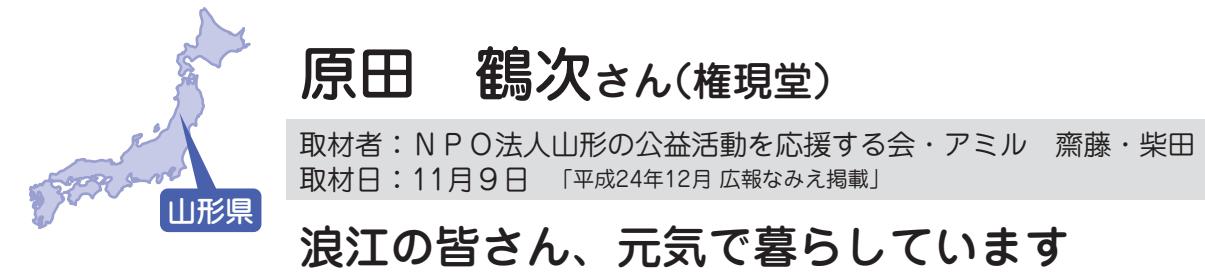 原田　鶴次さん（権現堂）
取材者：ＮＰＯ法人山形の公益活動を応援する会・アミル　齋藤・柴田
取材日：11月９日　「平成24年12月 広報なみえ掲載」
山形県
浪江の皆さん、元気で暮らしています